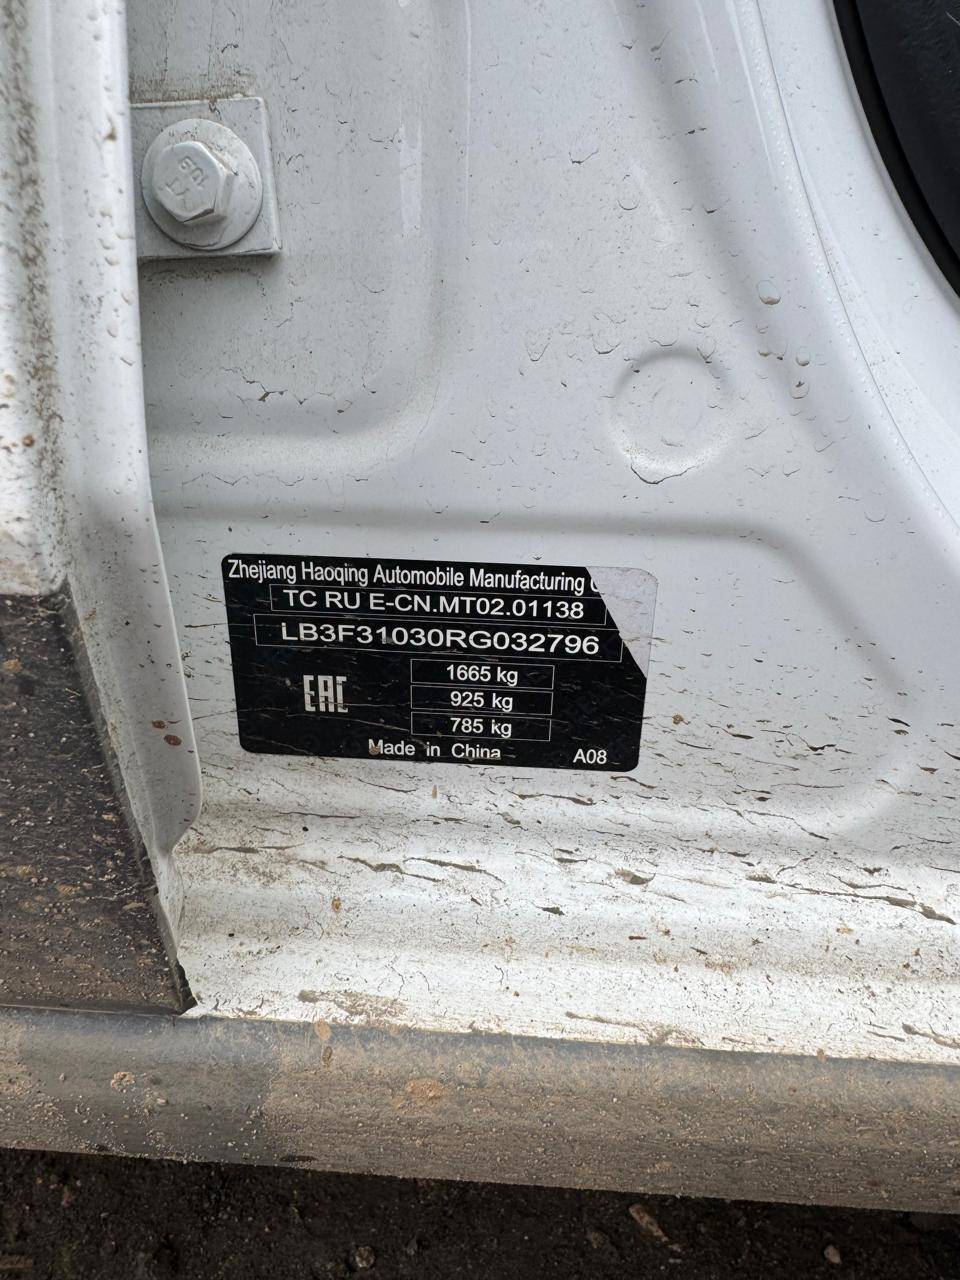 Zhejiang Haoqing Automobile Manufacturing
TC RU E-CN.MT02.01138
LB3F31030RG032796
EAC
1665 kg
925 kg
785 kg
Made in China
A08